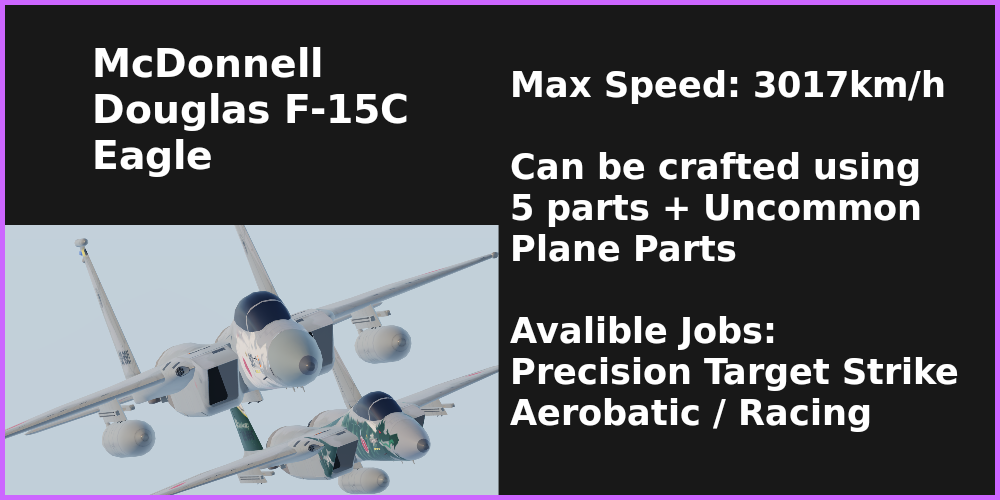 McDonnell
Douglas F-15C
Eagle
Max Speed: 3017km/h
Can be crafted using
5 parts + Uncommon
Plane Parts
Avalible Jobs:
Precision Target Strike
Aerobatic / Racing